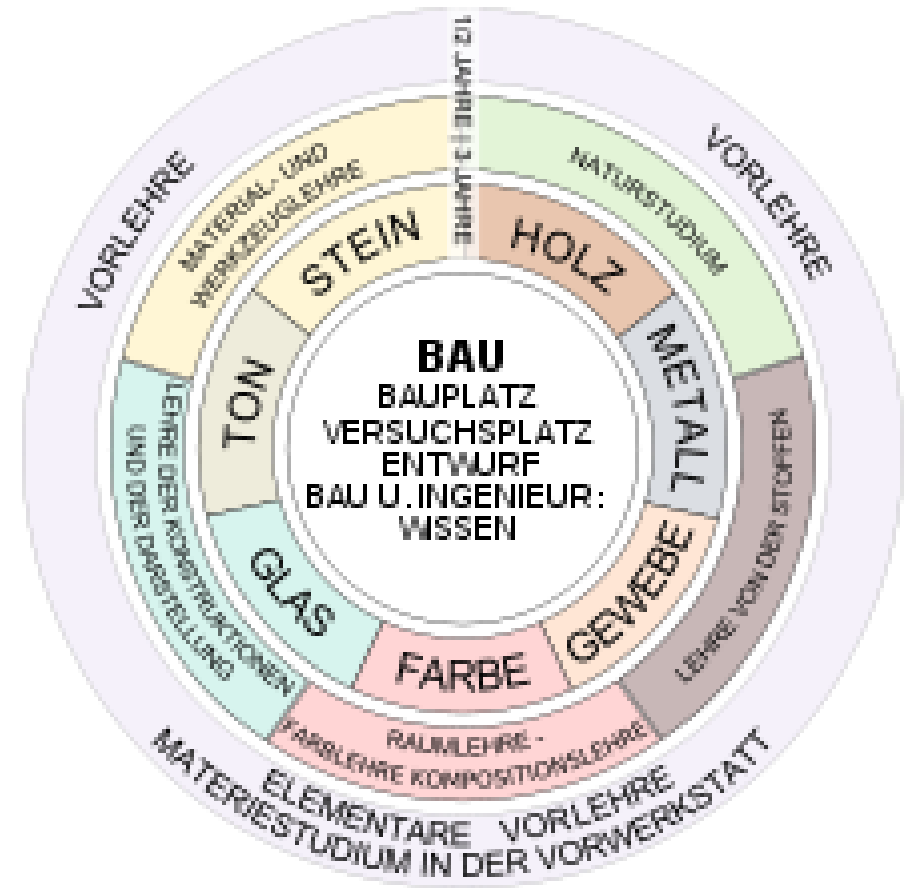 1/2 JAHRE
3 JAHRE
VORLEHRE
VORLEHRE
MATERIAL- UND
WERKZEUGLEHRE
NATURSTUDIUM
STEIN
HOLZ
TON
METALL
BAU
BAUPLATZ
VERSUCHSPLATZ
ENTWURF
BAU U.INGENIEUR:
WISSEN
LEHRE DER KONSTRUKTIONEN
UND DER DARSTELLUNG
LEHRE VON DER STOFFEN
GLAS
GEWEBE
FARBE
RAUMLEHRE -
FARBLEHRE KOMPOSITIONSLEHRE
ELEMENTARE VORLEHRE
MATERIESTUDIUM IN DER VORWERKSTATT